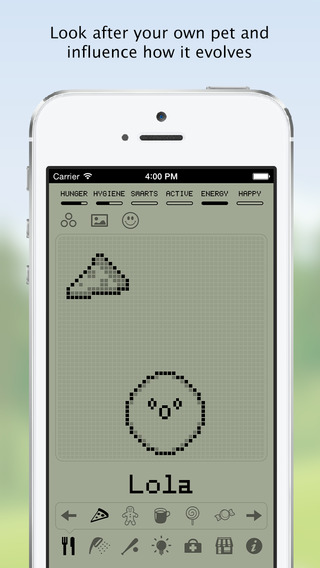 Look after your own pet and
influence how it evolves
Carrier 4:00 PM
HUNGER HYGIENE SMARTS ACTIVE ENERGY HAPPY
Lola